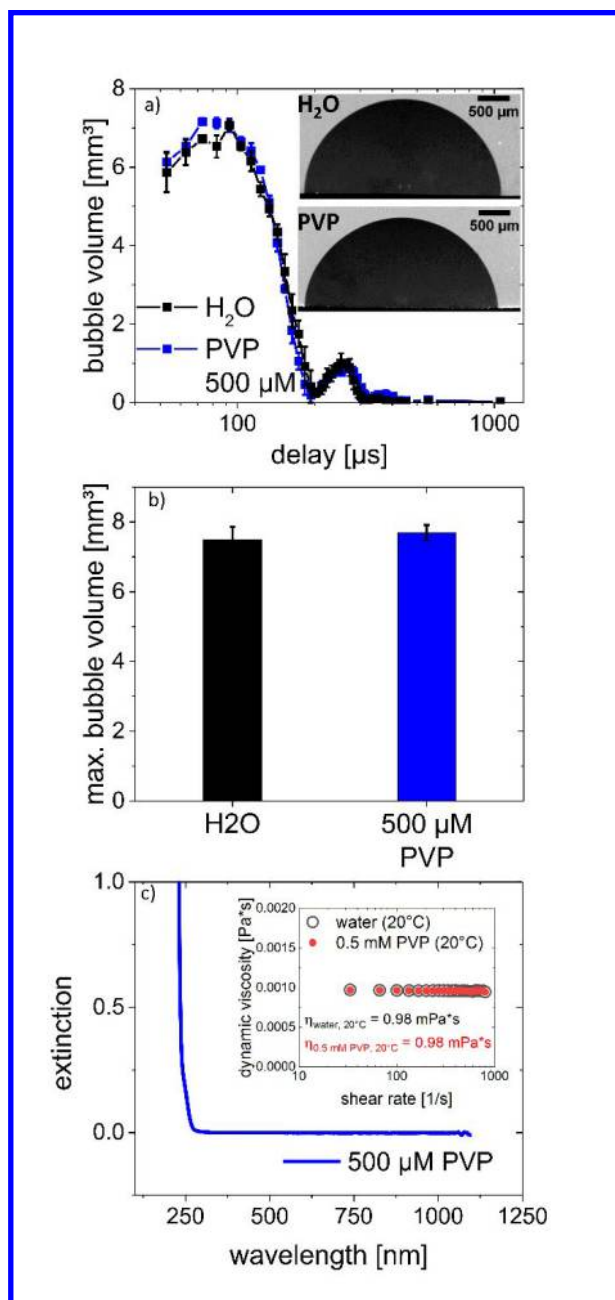 a)
H₂O
500 µm
PVP
500 µm
H₂O
PVP
500 µM
bubble volume [mm³]
8
6
4
2
0
100
1000
delay [µs]
b)
max. bubble volume [mm³]
8
6
4
2
0
H2O
500 µM
PVP
c)
extinction
1.0
0.5
0.0
dynamic viscosity [Pa*s]
0.0020
0.0015
0.0010
0.0005
0.0000
water (20°C)
0.5 mM PVP (20°C)
ηwater, 20°C = 0.98 mPa*s
η0.5 mM PVP, 20°C = 0.98 mPa*s
10
100
1000
shear rate [1/s]
500 µM PVP
250
500
750
1000
1250
wavelength [nm]